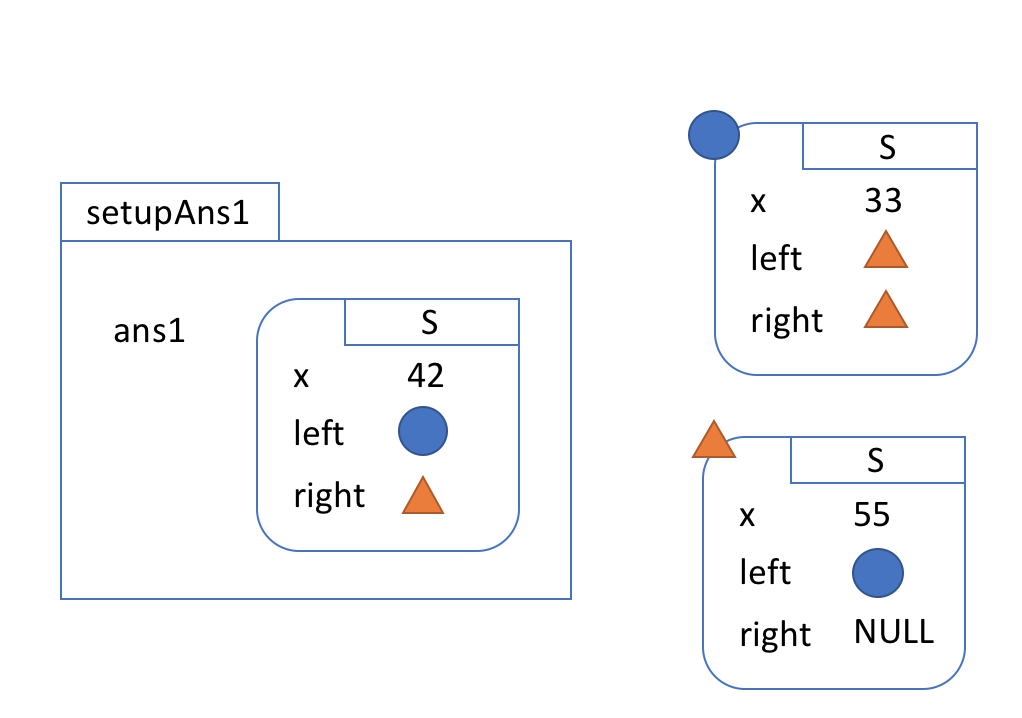 setupAns1
ans1
S
x 42
left
right
S
x 33
left
right
S
x 55
left
right NULL